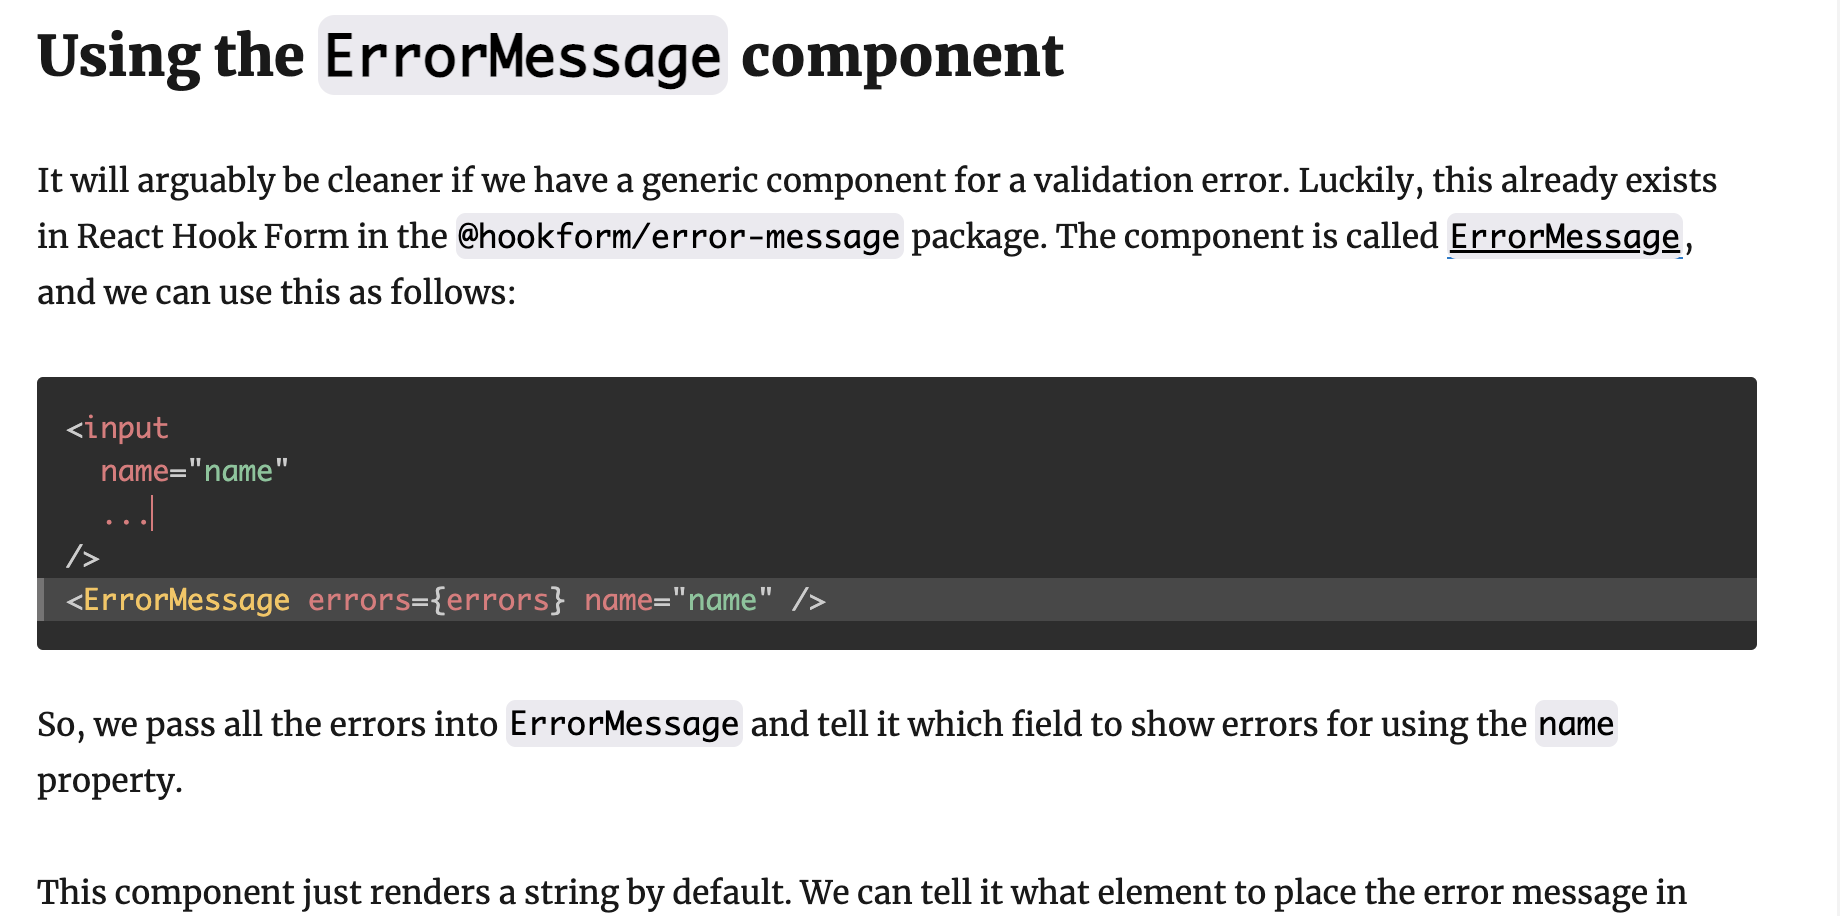 Using the ErrorMessage component
It will arguably be cleaner if we have a generic component for a validation error. Luckily, this already exists
in React Hook Form in the @hookform/error-message package. The component is called ErrorMessage,
and we can use this as follows:
<input
  name="name"
  ...
/>
<ErrorMessage errors={errors} name="name" />
So, we pass all the errors into ErrorMessage and tell it which field to show errors for using the name
property.
This component just renders a string by default. We can tell it what element to place the error message in